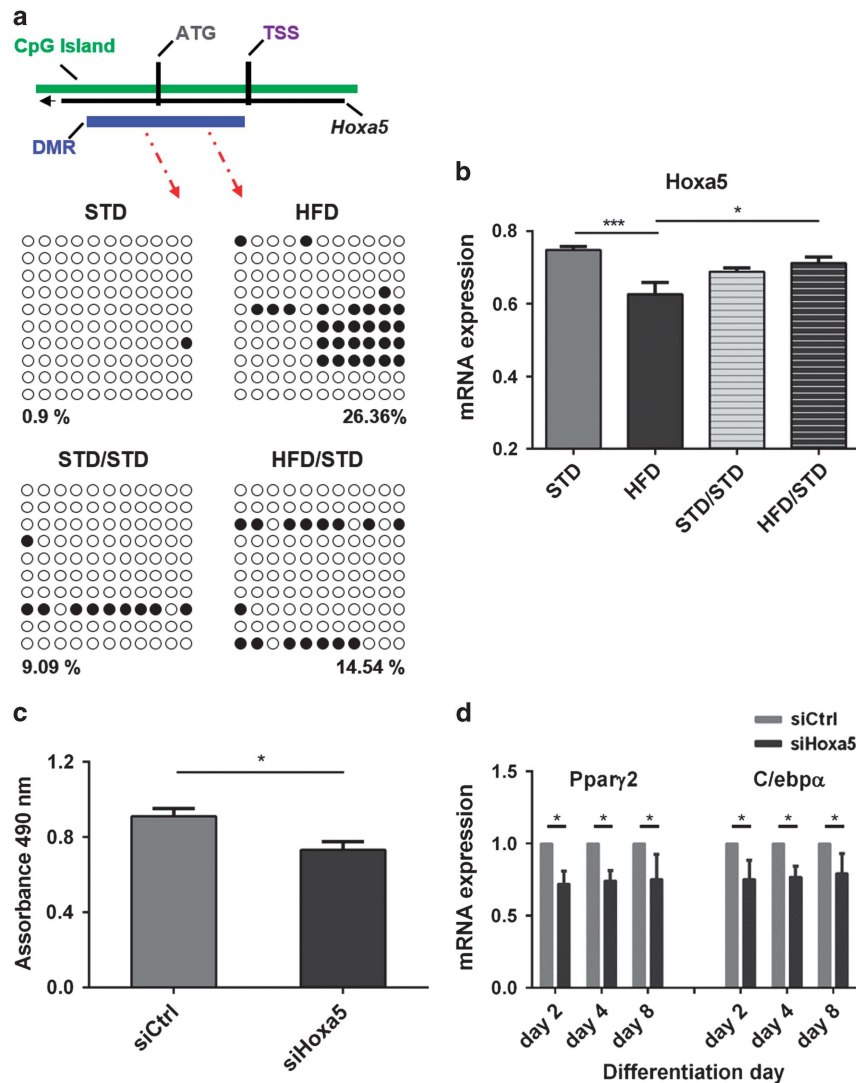 a
ATG
TSS
CpG Island
Hoxa5
DMR
STD
HFD
0.9 %
26.36%
STD/STD
HFD/STD
9.09 %
14.54 %
b
Hoxa5
***
*
mRNA expression
0.8
0.6
0.4
0.2
STD
HFD
STD/STD
HFD/STD
c
*
Assorbance 490 nm
1.2
0.8
0.4
0.0
siCtrl
siHoxa5
d
siCtrl
siHoxa5
Pparγ2
C/ebpα
* * * * * *
mRNA expression
1.5
1.0
0.5
0.0
day 2
day 4
day 8
day 2
day 4
day 8
Differentiation day